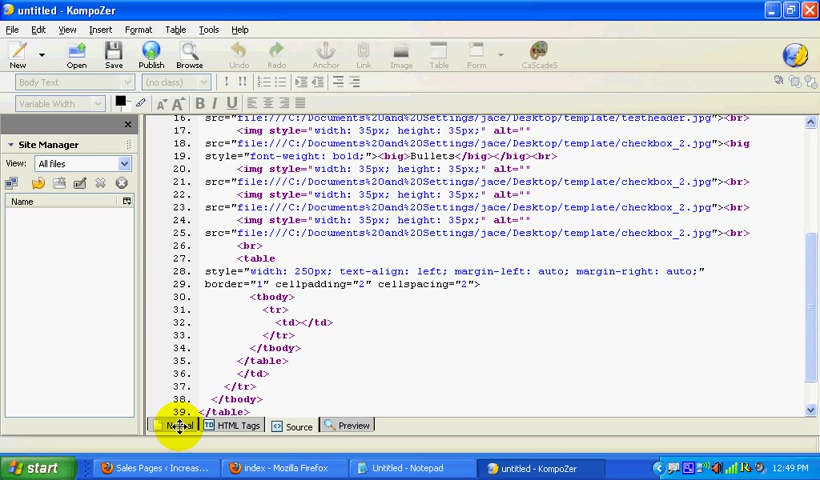 untitled - KompoZer
File Edit View Insert Format Table Tools Help
New Open Save Publish Browse Undo Redo Anchor Link Image Table Form CaScadeS
Body Text (no class)
Variable Width
Site Manager
View: All files
Name
16. src="file:///C:/Documents%20and%20Settings/jace/Desktop/template/testheader.jpg"><br>
17. <img style="width: 35px; height: 35px;" alt=""
18. src="file:///C:/Documents%20and%20Settings/jace/Desktop/template/checkbox_2.jpg"><big
19. style="font-weight: bold;"><big>Bullets</big></big><br>
20. <img style="width: 35px; height: 35px;" alt=""
21. src="file:///C:/Documents%20and%20Settings/jace/Desktop/template/checkbox_2.jpg"><br>
22. <img style="width: 35px; height: 35px;" alt=""
23. src="file:///C:/Documents%20and%20Settings/jace/Desktop/template/checkbox_2.jpg"><br>
24. <img style="width: 35px; height: 35px;" alt=""
25. src="file:///C:/Documents%20and%20Settings/jace/Desktop/template/checkbox_2.jpg"><br>
26. <br>
27. <table
28. style="width: 250px; text-align: left; margin-left: auto; margin-right: auto;"
29. border="1" cellpadding="2" cellspacing="2">
30. <tbody>
31. <tr>
32. <td></td>
33. </tr>
34. </tbody>
35. </table>
36. </td>
37. </tr>
38. </tbody>
39. </table>
Normal HTML Tags Source Preview
start Sales Pages < Increas... index - Mozilla Firefox Untitled - Notepad untitled - KompoZer 12:49 PM